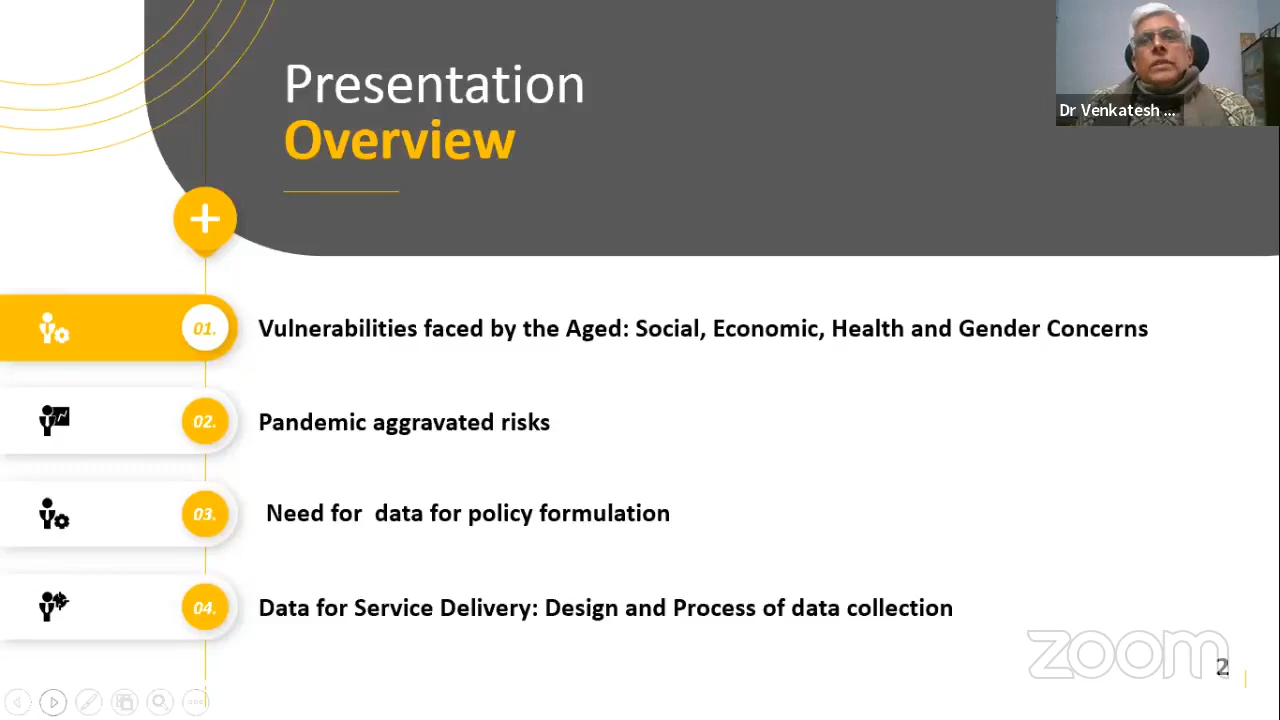 Presentation
Overview
Dr Venkatesh ...
01.
Vulnerabilities faced by the Aged: Social, Economic, Health and Gender Concerns
02.
Pandemic aggravated risks
03.
Need for data for policy formulation
04.
Data for Service Delivery: Design and Process of data collection
zoom
2